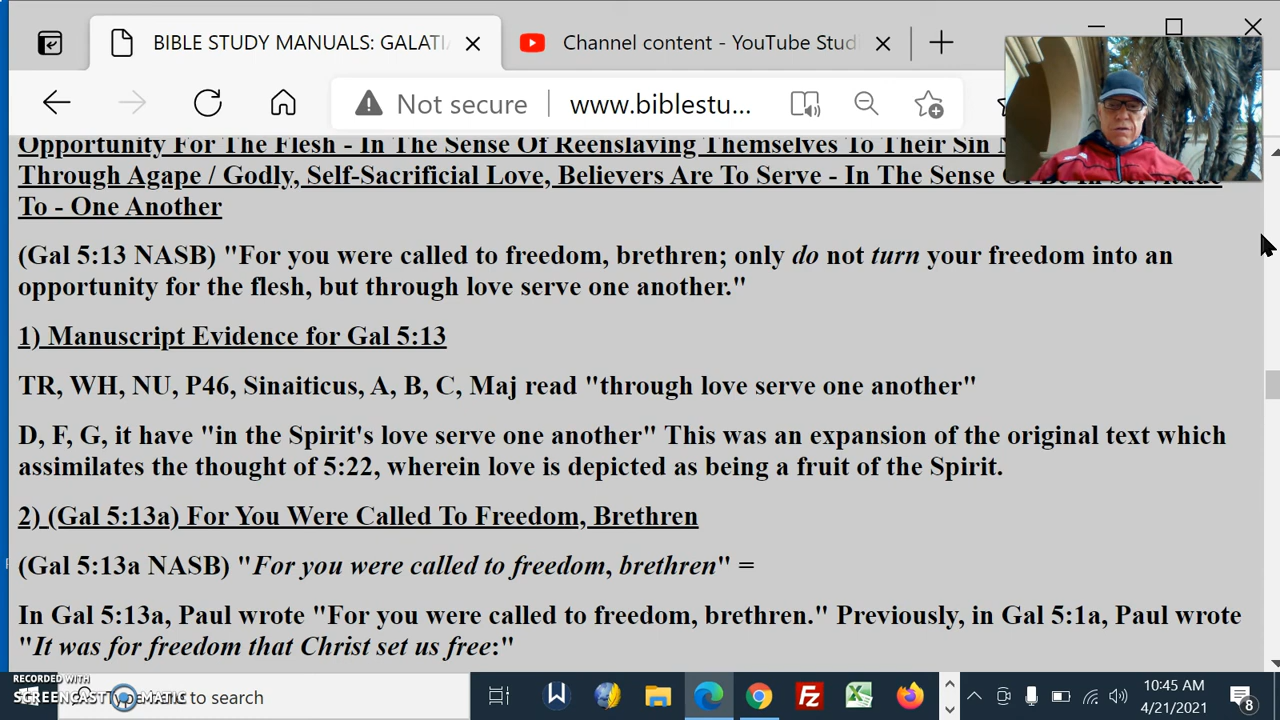 BIBLE STUDY MANUALS: GALATI
Channel content - YouTube Stud
Not secure
www.biblestu...
Opportunity For The Flesh - In The Sense Of Reenslaving Themselves To Their Sin N
Through Agape / Godly, Self-Sacrificial Love, Believers Are To Serve - In The Sense Of Be In Servitude
To - One Another
(Gal 5:13 NASB) "For you were called to freedom, brethren; only do not turn your freedom into an
opportunity for the flesh, but through love serve one another."
1) Manuscript Evidence for Gal 5:13
TR, WH, NU, P46, Sinaiticus, A, B, C, Maj read "through love serve one another"
D, F, G, it have "in the Spirit's love serve one another" This was an expansion of the original text which
assimilates the thought of 5:22, wherein love is depicted as being a fruit of the Spirit.
2) (Gal 5:13a) For You Were Called To Freedom, Brethren
(Gal 5:13a NASB) "For you were called to freedom, brethren" =
In Gal 5:13a, Paul wrote "For you were called to freedom, brethren." Previously, in Gal 5:1a, Paul wrote
"It was for freedom that Christ set us free:"
RECORDED WITH
SCREENCAST MATIC
Type here to search
10:45 AM
4/21/2021
8